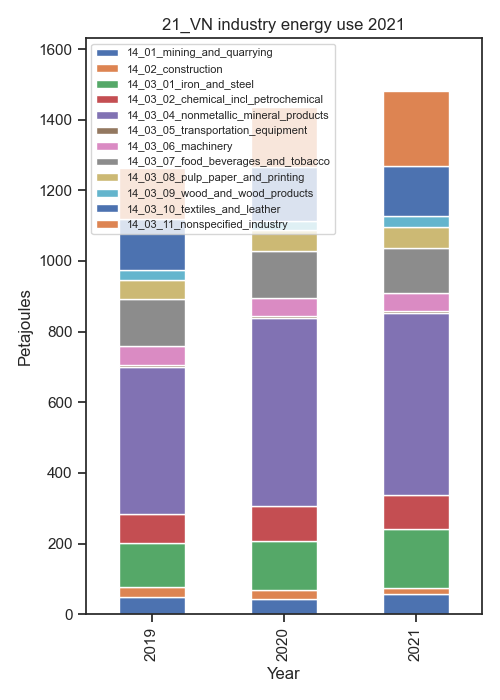 21_VN industry energy use 2021
1600
1400
1200
1000
800
600
400
200
0
Petajoules
14_01_mining_and_quarrying
14_02_construction
14_03_01_iron_and_steel
14_03_02_chemical_incl_petrochemical
14_03_04_nonmetallic_mineral_products
14_03_05_transportation_equipment
14_03_06_machinery
14_03_07_food_beverages_and_tobacco
14_03_08_pulp_paper_and_printing
14_03_09_wood_and_wood_products
14_03_10_textiles_and_leather
14_03_11_nonspecified_industry
2019
2020
2021
Year